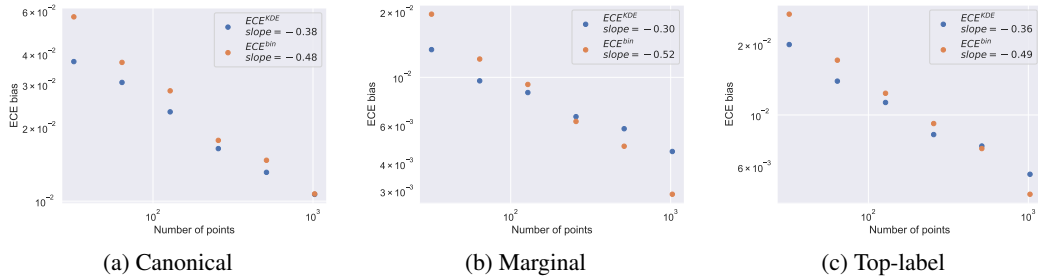 6 × 10⁻²
4 × 10⁻²
3 × 10⁻²
2 × 10⁻²
10⁻²
ECE bias
10²
10³
Number of points
ECE^KDE
slope = −0.38
ECE^bin
slope = −0.48
(a) Canonical
2 × 10⁻²
10⁻²
6 × 10⁻³
4 × 10⁻³
3 × 10⁻³
ECE bias
10²
10³
Number of points
ECE^KDE
slope = −0.30
ECE^bin
slope = −0.52
(b) Marginal
2 × 10⁻²
10⁻²
6 × 10⁻³
ECE bias
10²
10³
Number of points
ECE^KDE
slope = −0.36
ECE^bin
slope = −0.49
(c) Top-label